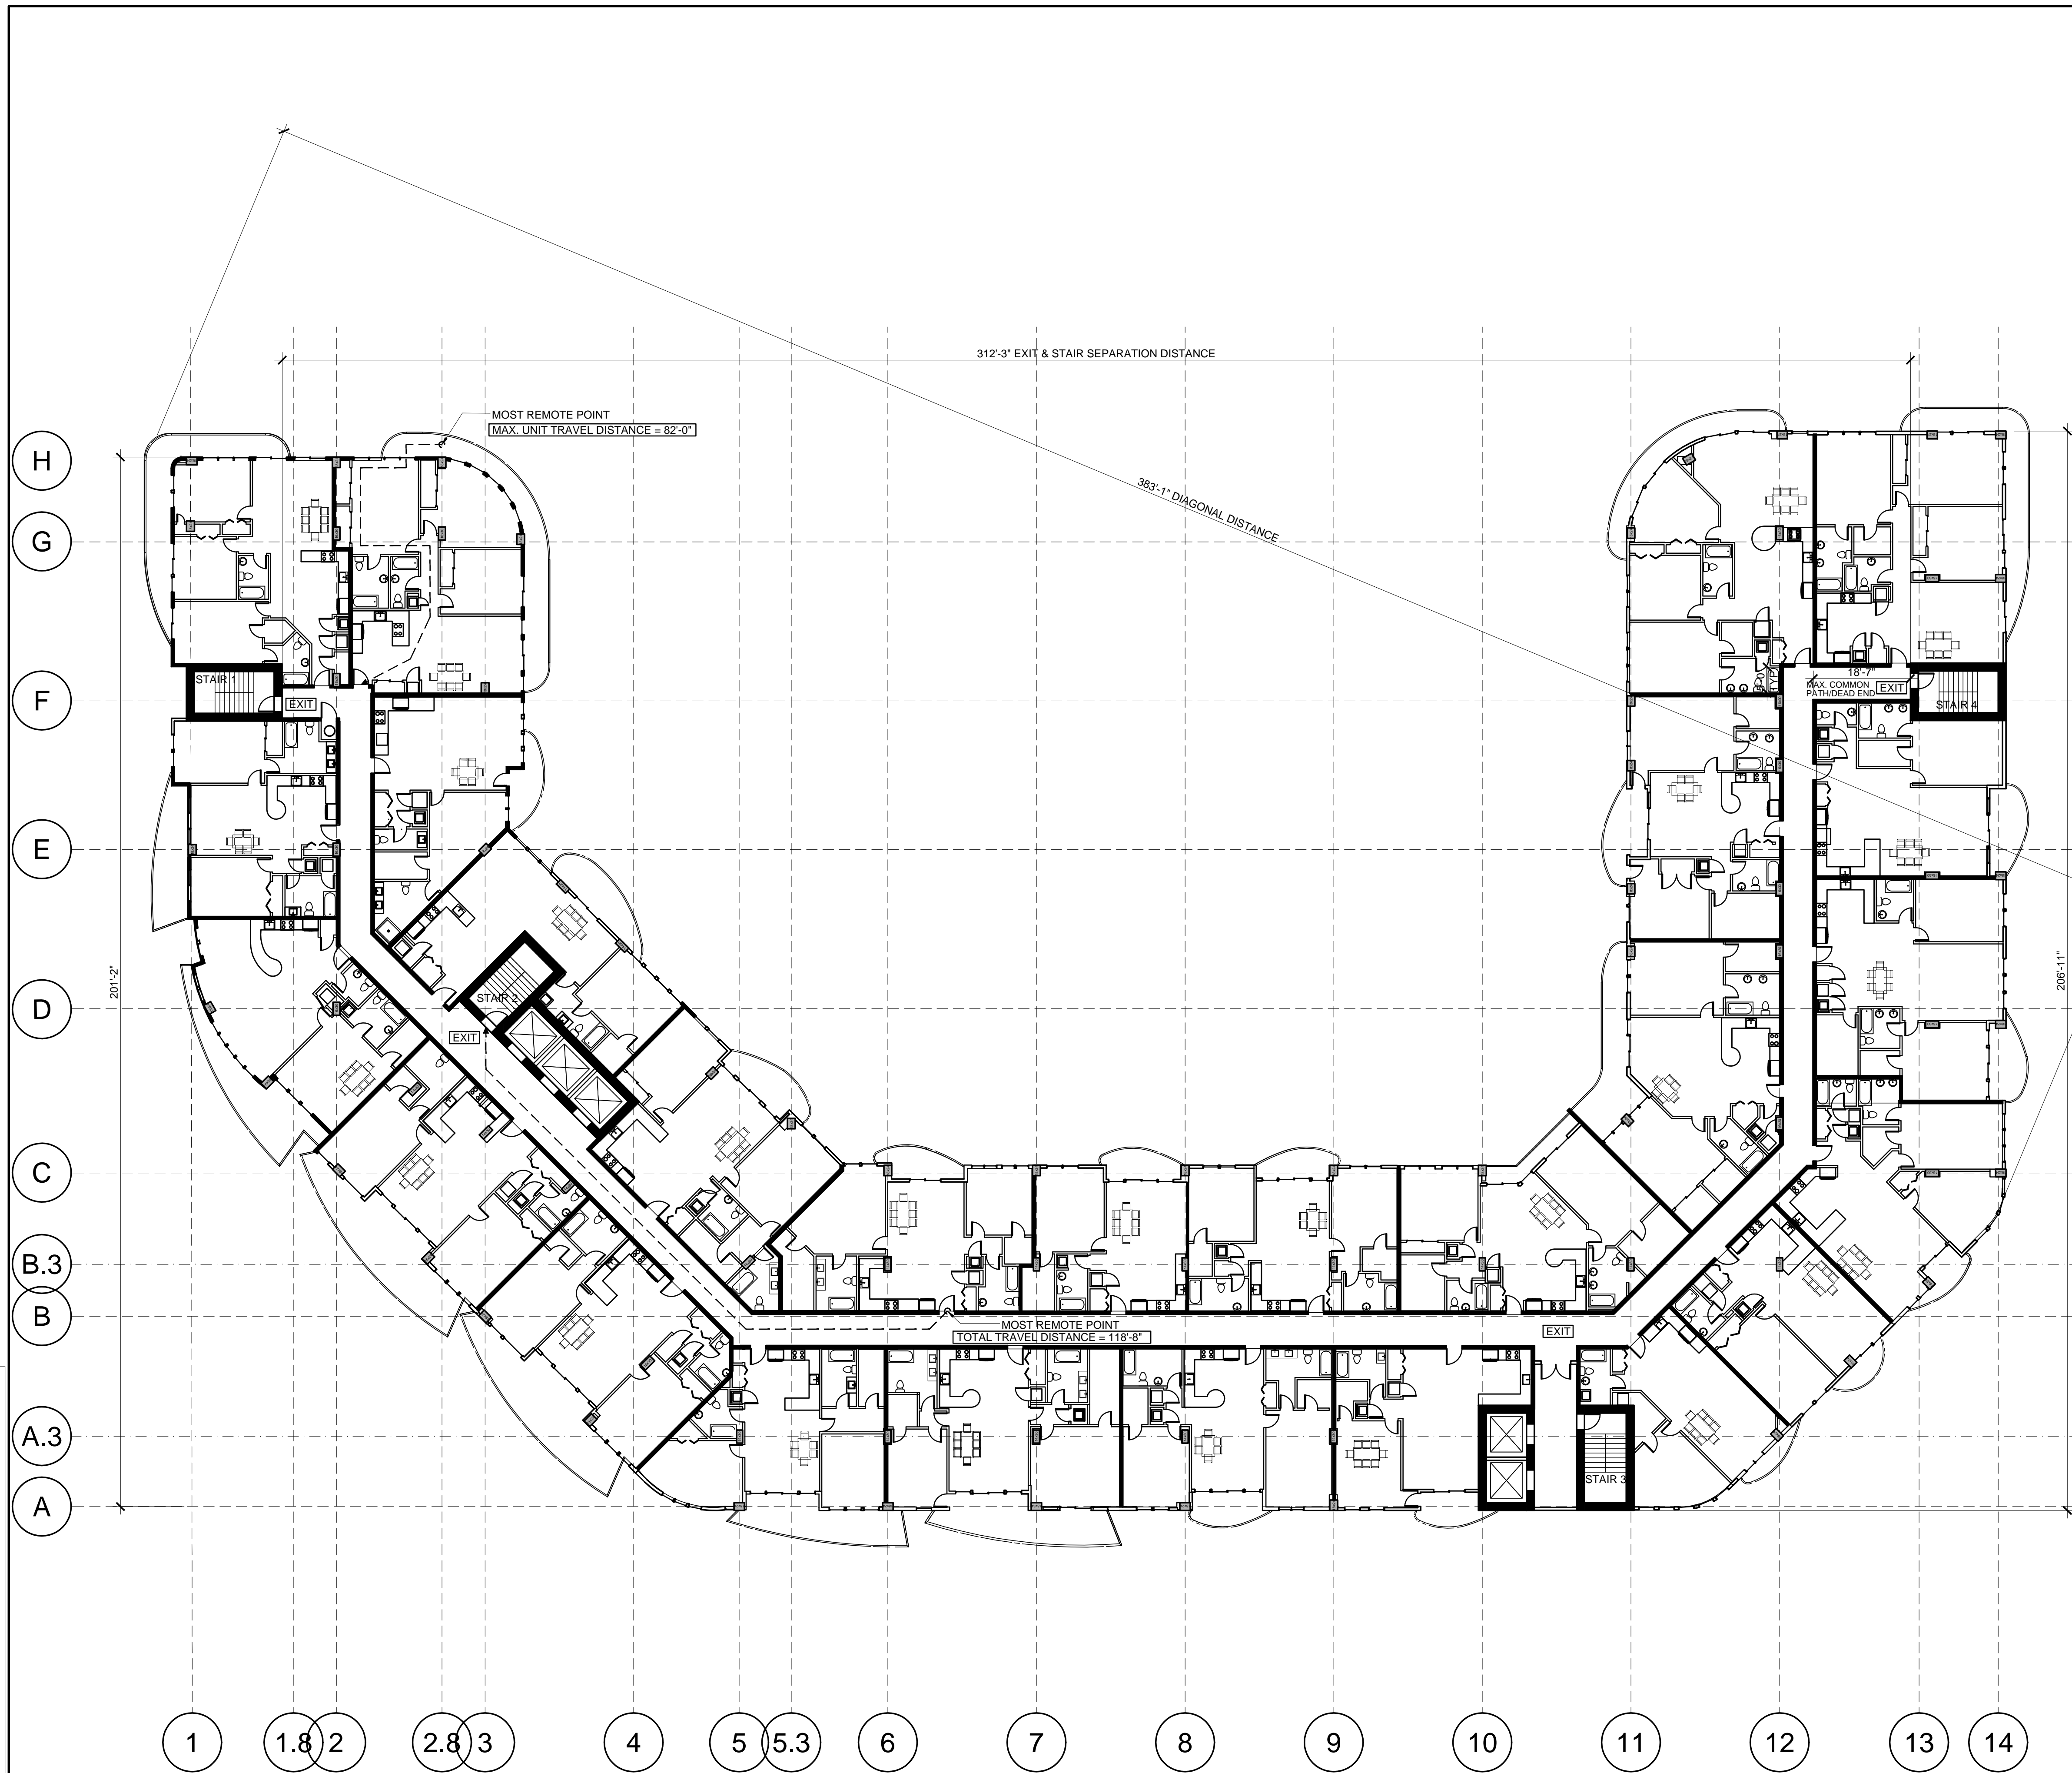 312'-3" EXIT & STAIR SEPARATION DISTANCE
MOST REMOTE POINT
MAX. UNIT TRAVEL DISTANCE = 82'-0"
383'-1" DIAGONAL DISTANCE
H
G
F
E
D
C
B.3
B
A.3
A
201'-2"
206'-11"
STAIR 1
EXIT
18'-7"
MAX. COMMON
PATH/DEAD END
EXIT
STAIR 4
STAIR 2
EXIT
MOST REMOTE POINT
TOTAL TRAVEL DISTANCE = 118'-8"
EXIT
STAIR 3
1
1.8
2
2.8
3
4
5
5.3
6
7
8
9
10
11
12
13
14